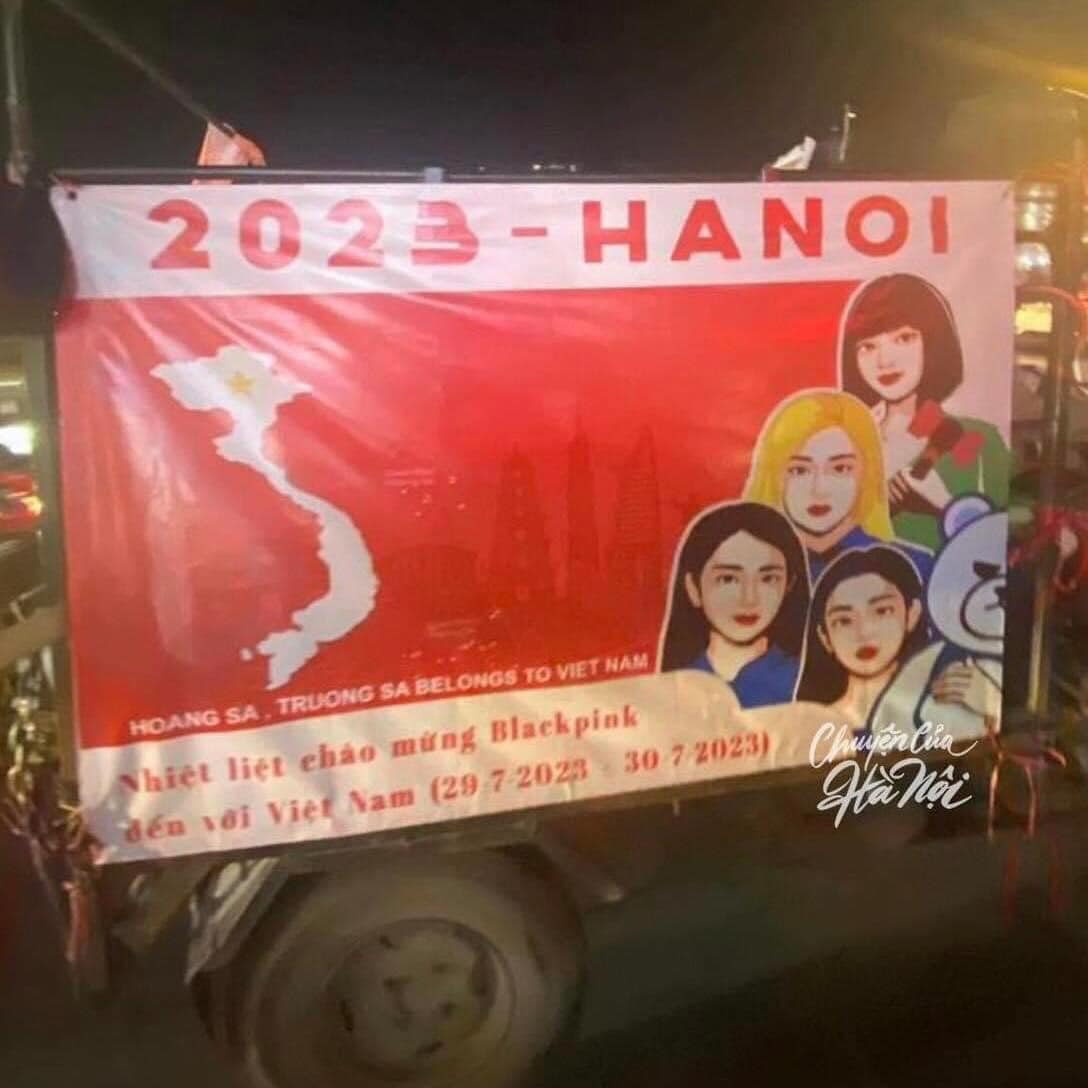 2023 - HANOI
HOANG SA , TRUONG SA BELONGS TO VIET NAM
Nhiệt liệt chào mừng Blackpink
đến với Việt Nam (29-7-2023 - 30-7-2023)
Chuyện Của
Hà Nội